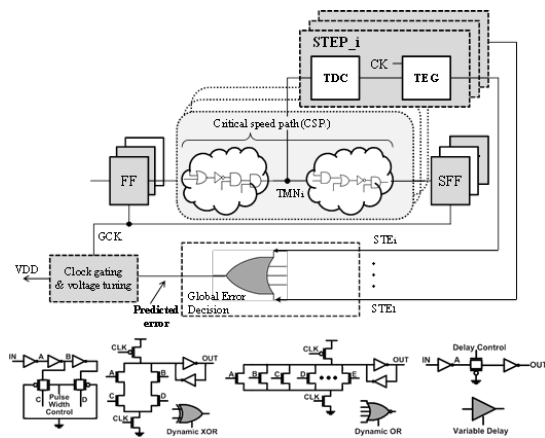 STEP_i
TDC
CK
TEG
Critical speed path (CSPi)
FF
TMNi
SFF
GCK
STEi
VDD
Clock gating
& voltage tuning
Global Error
Decision
Predicted
error
STE1
IN A B
Pulse
Width
Control
C D
CLK
OUT
A B
C D
CLK
Dynamic XOR
CLK
OUT
A B C D E
CLK
Dynamic OR
Delay Control
IN A OUT
Variable Delay